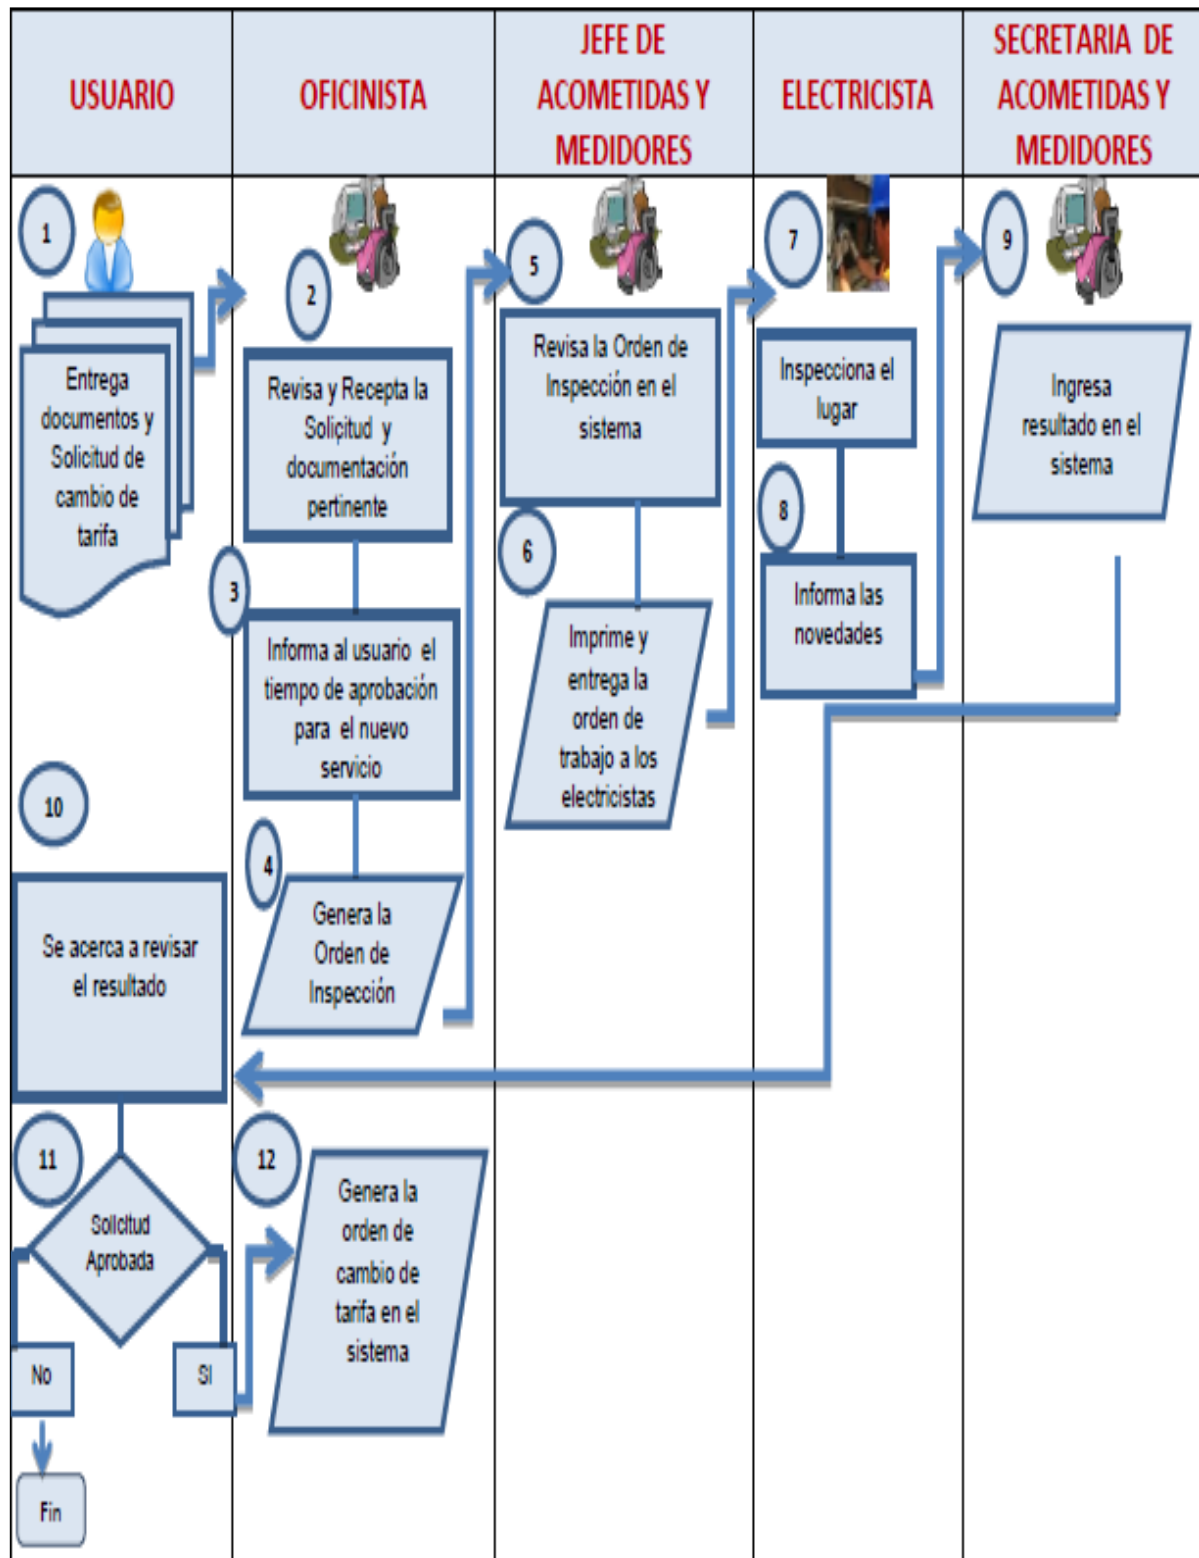 USUARIO
OFICINISTA
JEFE DE
ACOMETIDAS Y
MEDIDORES
ELECTRICISTA
SECRETARIA DE
ACOMETIDAS Y
MEDIDORES
1
Entrega
documentos y
Solicitud de
cambio de
tarifa
2
Revisa y Recepta la
Solicitud y
documentación
pertinente
3
Informa al usuario el
tiempo de aprobación
para el nuevo
servicio
4
Genera la
Orden de
Inspección
5
Revisa la Orden de
Inspección en el
sistema
6
Imprime y
entrega la
orden de
trabajo a los
electricistas
7
Inspecciona el
lugar
8
Informa las
novedades
9
Ingresa
resultado en el
sistema
10
Se acerca a revisar
el resultado
11
Solicitud
Aprobada
No
SI
Fin
12
Genera la
orden de
cambio de
tarifa en el
sistema